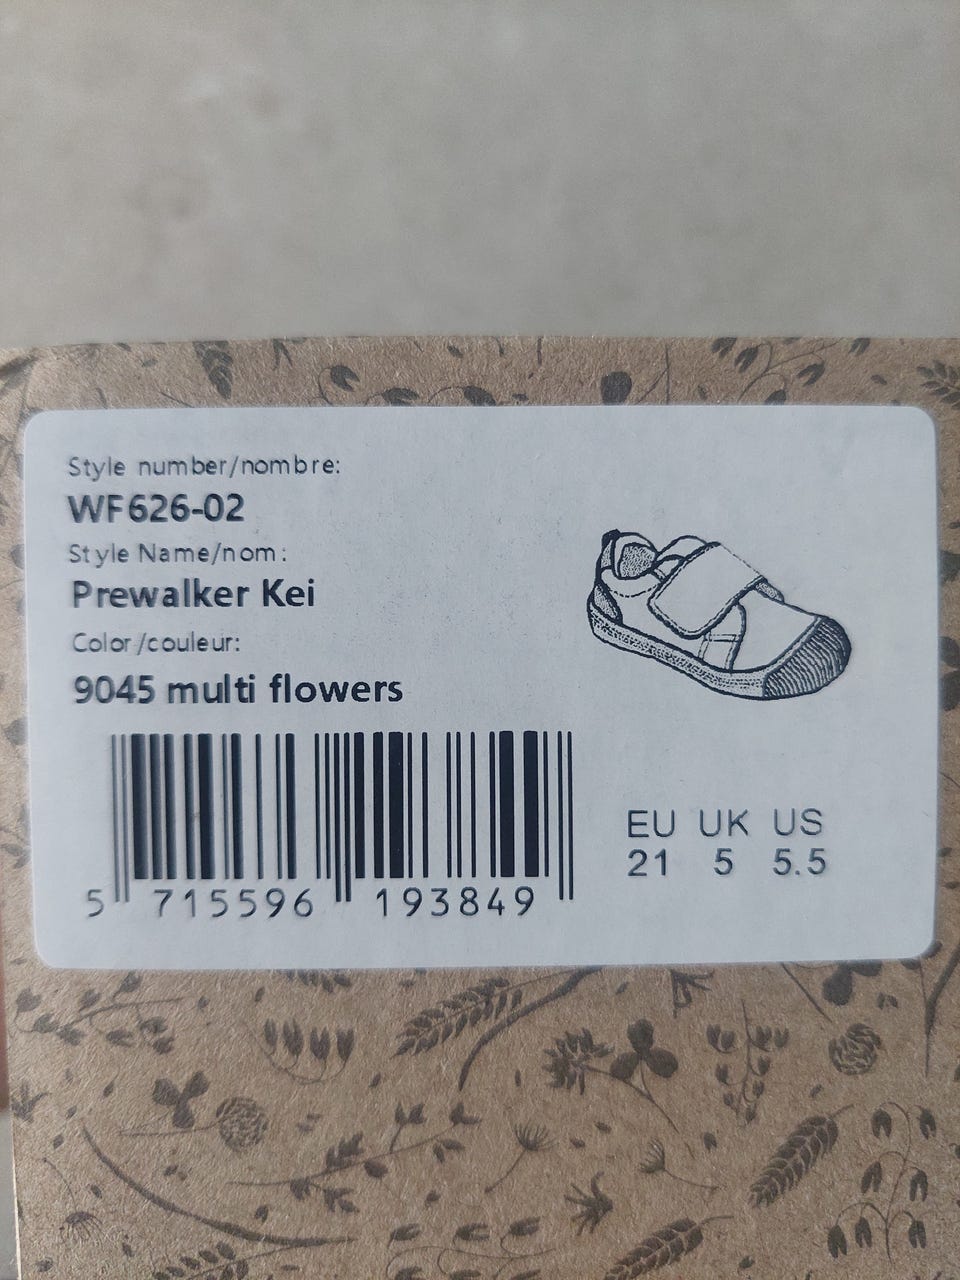 Style number/nombre:
WF626-02
Style Name/nom:
Prewalker Kei
Color/couleur:
9045 multi flowers
5 715596 193849
EU UK US
21 5 5.5